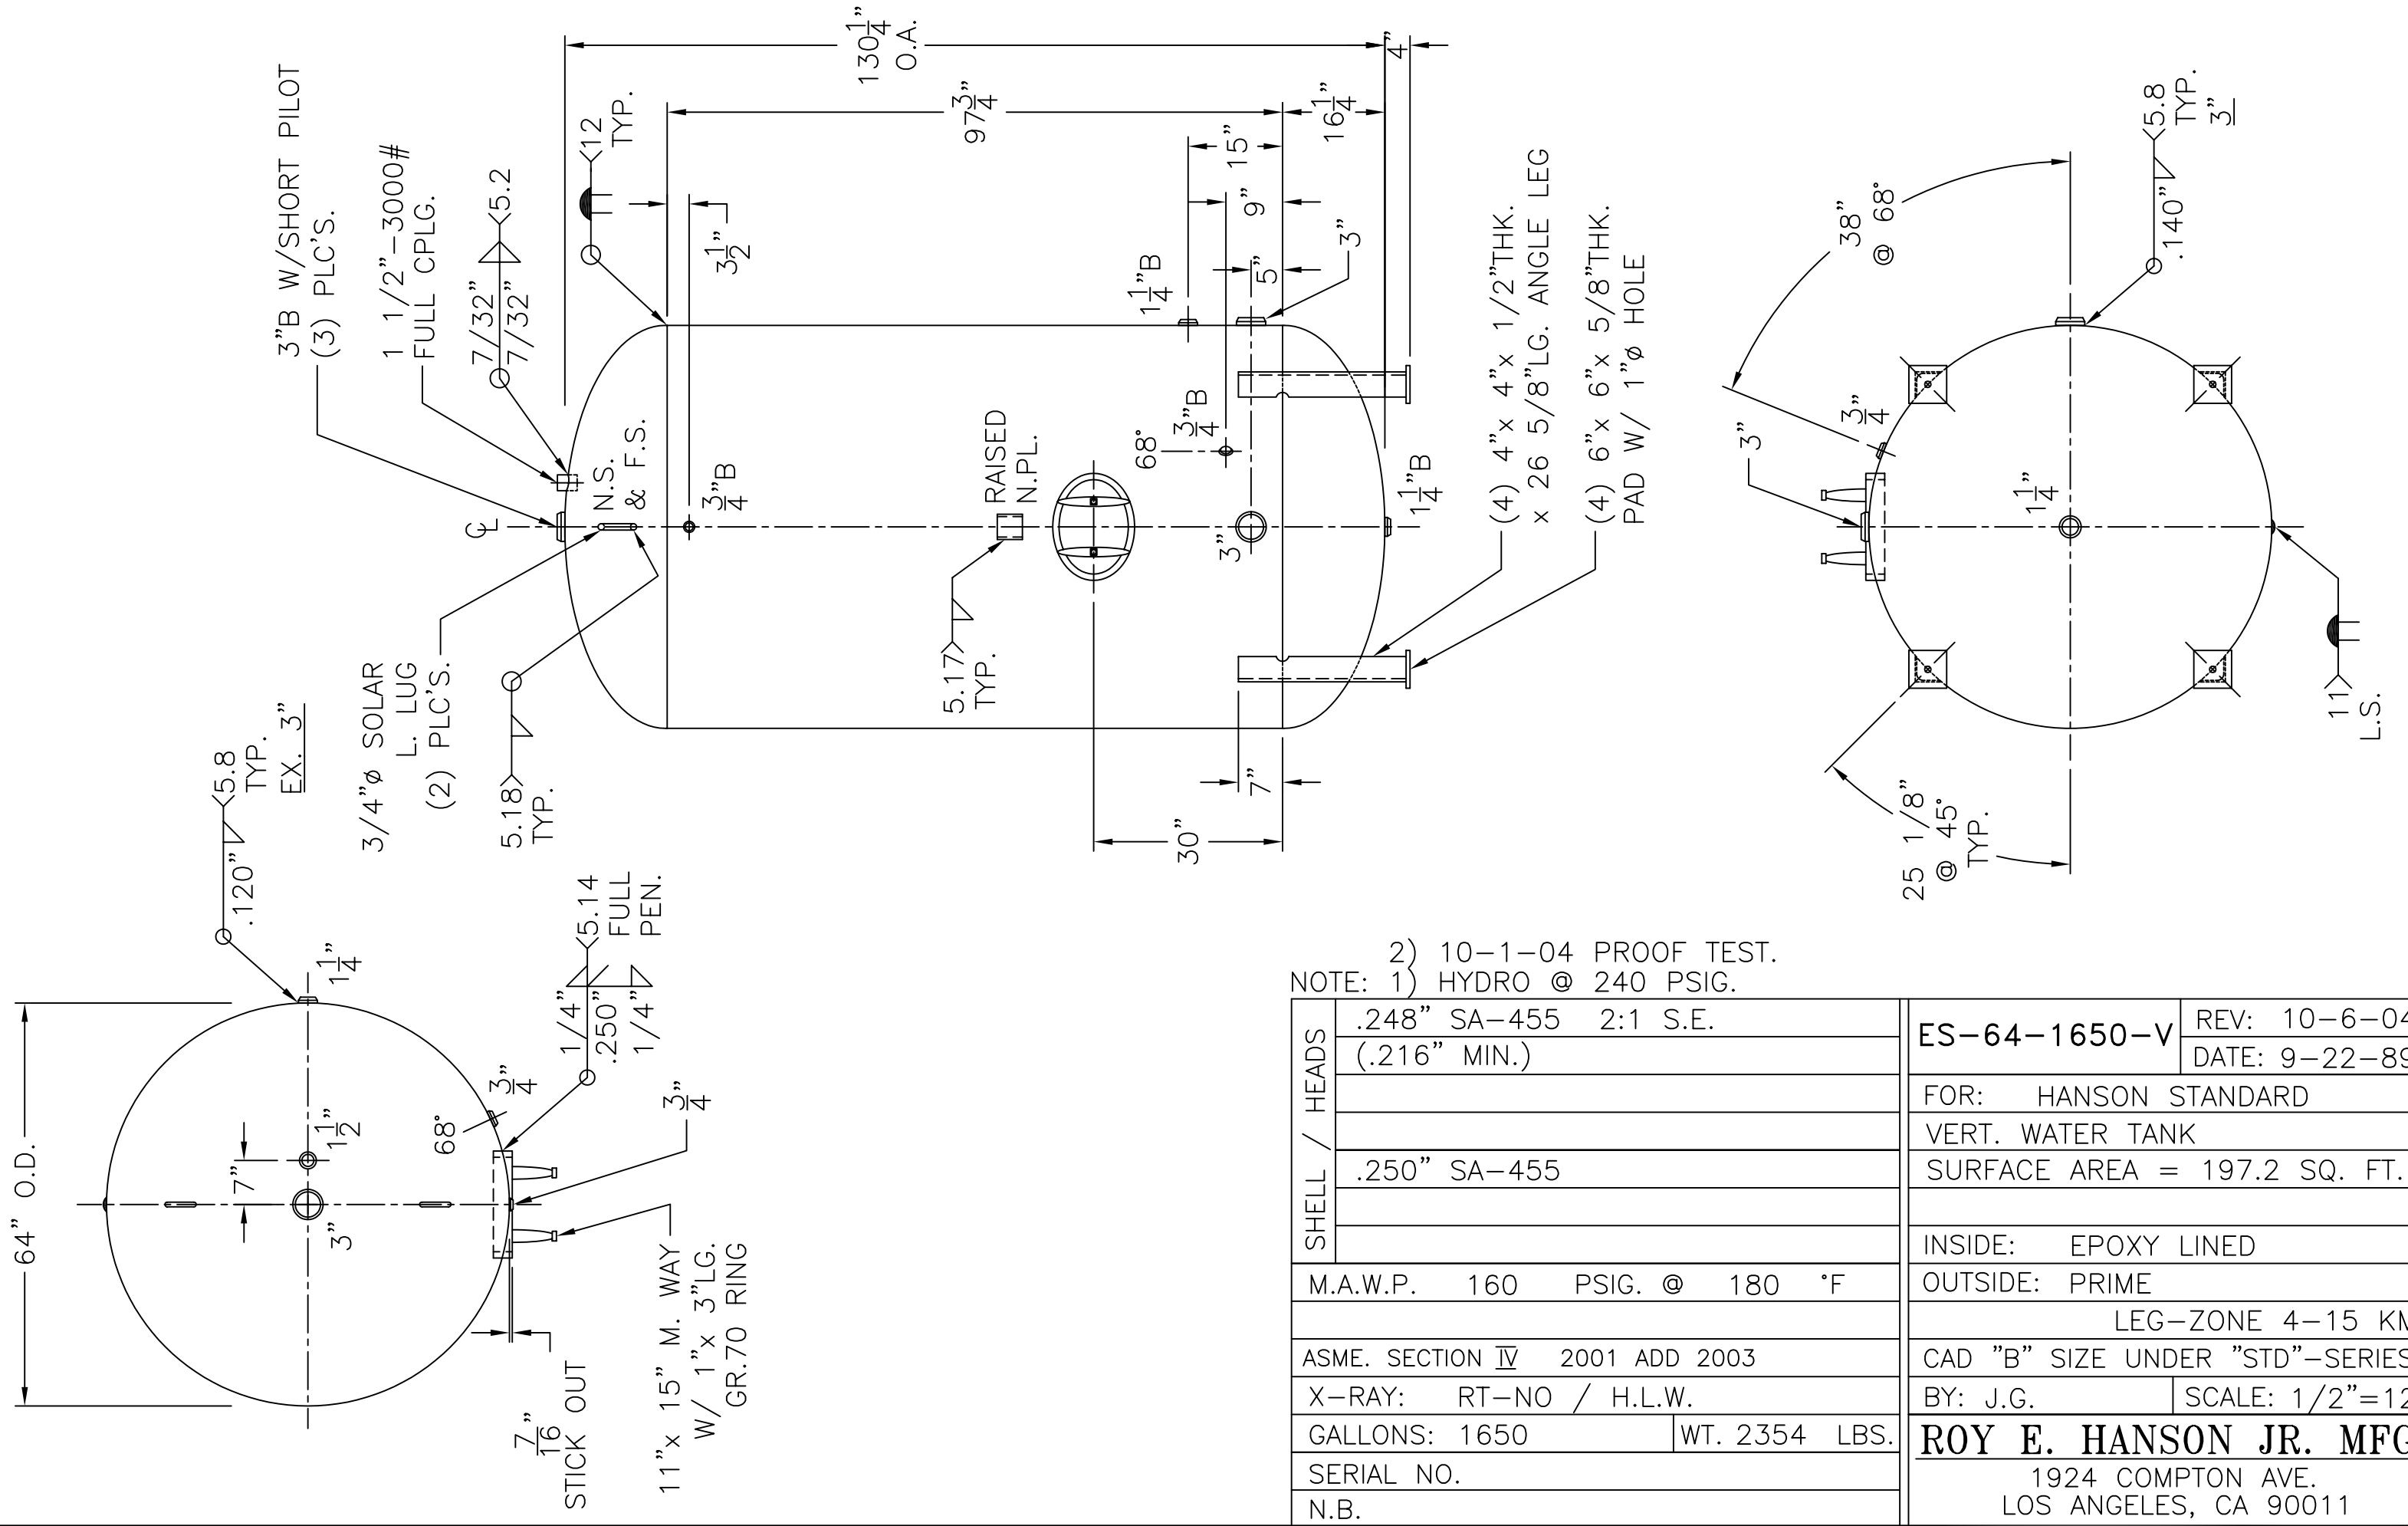 3"B W/SHORT PILOT
(3) PLC'S.
1 1/2"-3000#
FULL CPLG.
7/32"
7/32"
5.2
12
TYP.
130 1/4"
O.A.
4"
97 3/4"
16 1/4"
15"
9"
5"
3"
3 1/2"
1 1/4"B
3/4"B
68°
℄
N.S.
& F.S.
3/4"B
RAISED
N.PL.
3"
1 1/4"B
(4) 4"x 4"x 1/2"THK.
x 26 5/8"LG. ANGLE LEG
(4) 6"x 6"x 5/8"THK.
PAD W/ 1"ø HOLE
3/4"ø SOLAR
L. LUG
(2) PLC'S.
5.18
TYP.
5.17
TYP.
7"
30"
38"
@ 68°
5.8
TYP.
3"
.140"
3"
3/4"
1 1/4"
25 1/8"
@ 45°
TYP.
11
L.S.
5.8
TYP.
EX. 3"
.120"
1 1/4"
64" O.D.
7"
1 1/2"
3"
68°
3/4"
1/4"
.250"
1/4"
5.14
FULL
PEN.
3/4"
7/16"
STICK OUT
11"x 15" M. WAY
W/ 1"x 3"LG.
GR.70 RING
2) 10-1-04 PROOF TEST.
NOTE: 1) HYDRO @ 240 PSIG.
SHELL / HEADS
.248" SA-455 2:1 S.E.
(.216" MIN.)
.250" SA-455
M.A.W.P. 160 PSIG. @ 180 °F
ASME. SECTION IV 2001 ADD 2003
X-RAY: RT-NO / H.L.W.
GALLONS: 1650 WT. 2354 LBS.
SERIAL NO.
N.B.
ES-64-1650-V
REV: 10-6-04
DATE: 9-22-89
FOR: HANSON STANDARD
VERT. WATER TANK
SURFACE AREA = 197.2 SQ. FT.
INSIDE: EPOXY LINED
OUTSIDE: PRIME
LEG-ZONE 4-15 KM
CAD "B" SIZE UNDER "STD"-SERIES
BY: J.G. SCALE: 1/2"=12
ROY E. HANSON JR. MFG
1924 COMPTON AVE.
LOS ANGELES, CA 90011